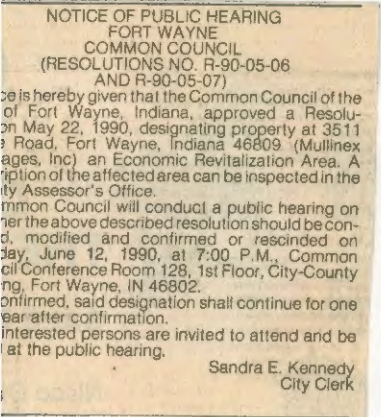 NOTICE OF PUBLIC HEARING
FORT WAYNE
COMMON COUNCIL
(RESOLUTIONS NO. R-90-05-06
AND R-90-05-07)
ce is hereby given that the Common Council of the
of Fort Wayne, Indiana, approved a Resolu-
on May 22, 1990, designating property at 3511
Road, Fort Wayne, Indiana 46809 (Mullinex
ages, Inc) an Economic Revitalization Area. A
ription of the affected area can be inspected in the
ty Assessor's Office.
mmon Council will conduct a public hearing on
her the above described resolution should be con-
d, modified and confirmed or rescinded on
day, June 12, 1990, at 7:00 P.M., Common
cil Conference Room 128, 1st Floor, City-County
ng, Fort Wayne, IN 46802.
onfirmed, said designation shall continue for one
ear after confirmation.
interested persons are invited to attend and be
at the public hearing.
Sandra E. Kennedy
City Clerk